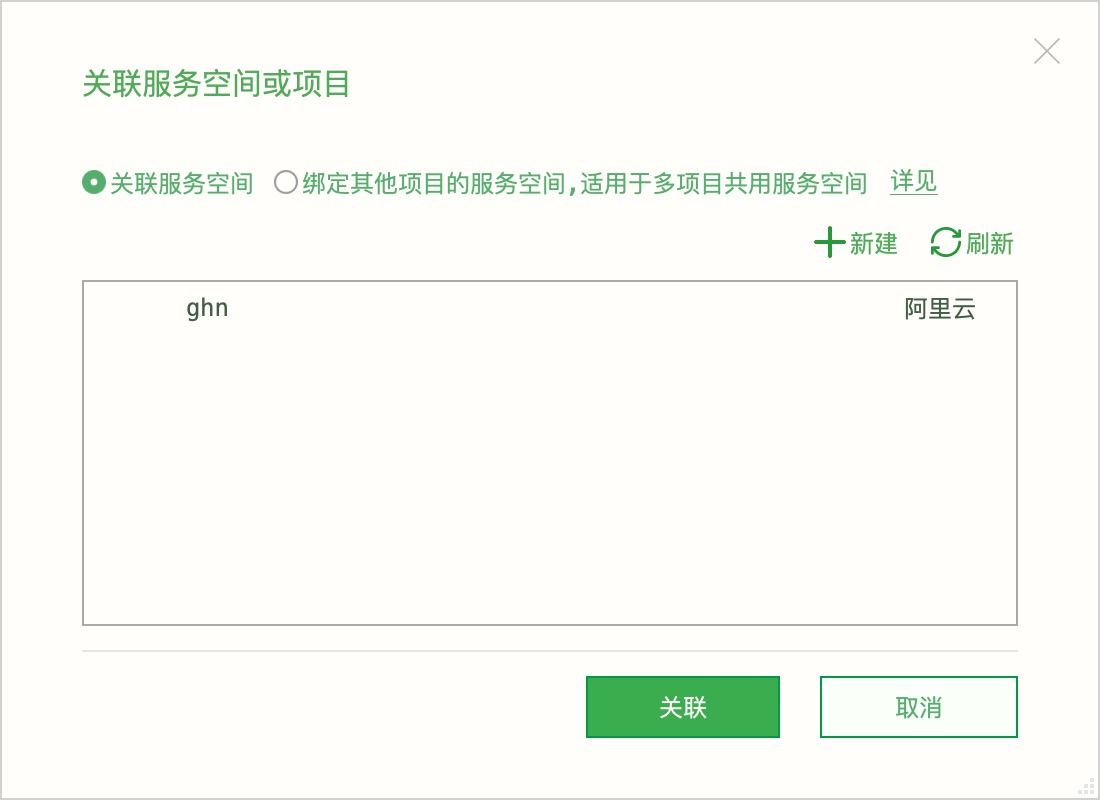 关联服务空间或项目
关联服务空间 绑定其他项目的服务空间,适用于多项目共用服务空间 详见
新建 刷新
ghn 阿里云
关联 取消